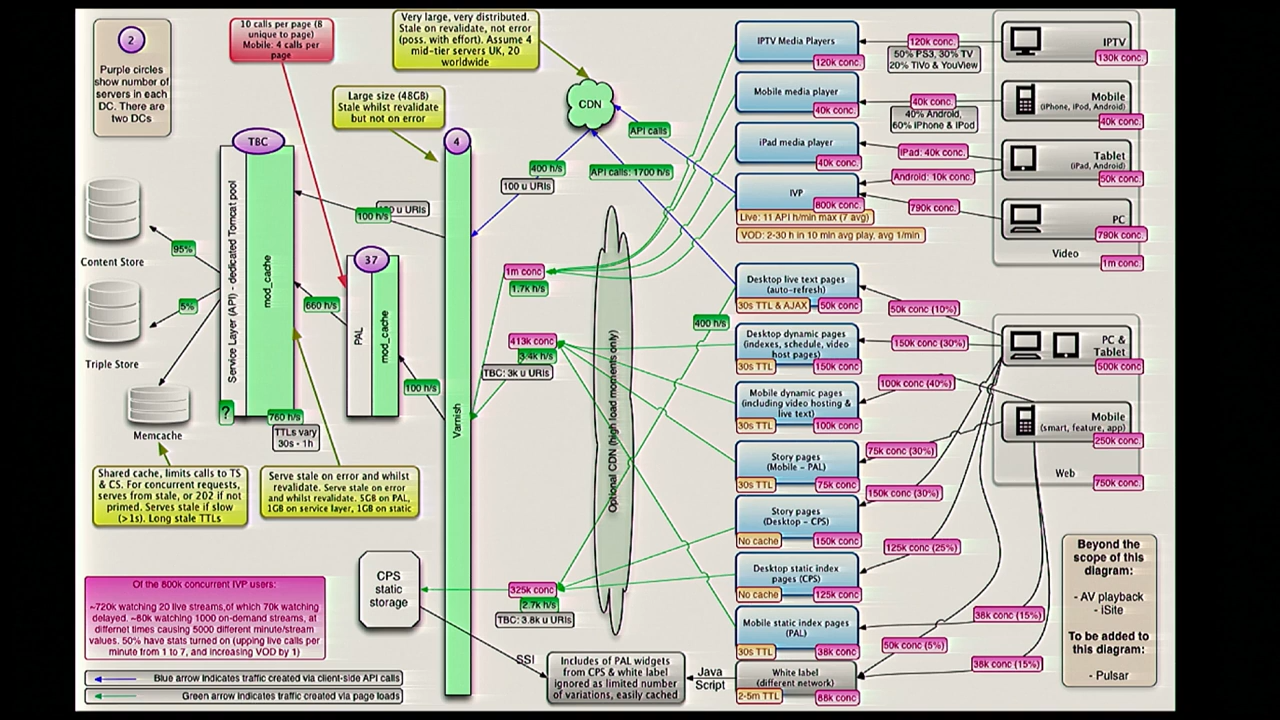 2
Purple circles
show number of
servers in each
DC. There are
two DCs
10 calls per page (8
unique to page)
Mobile: 4 calls per
page
Very large, very distributed.
Stale on revalidate, not error
(poss. with effort). Assume 4
mid-tier servers UK, 20
worldwide
Large size (48GB)
Stale whilst revalidate
but not on error
CDN
API calls
API calls: 1700 h/s
400 h/s
100 u URIs
u URIs
100 h/s
TBC
4
37
Service Layer (API) - dedicated Tomcat pool
mod_cache
PAL
mod_cache
Varnish
Optional CDN (high load moments only)
95%
5%
Content Store
Triple Store
Memcache
?
660 h/s
100 h/s
760 h/s
TTLs vary
30s - 1h
Shared cache, limits calls to TS
& CS. For concurrent requests,
serves from stale, or 202 if not
primed. Serves stale if slow
(>1s). Long stale TTLs
Serve stale on error and whilst
revalidate. Serve stale on error
and whilst revalidate. 5GB on PAL,
1GB on service layer, 1GB on static
1m conc
1.7k h/s
413k conc
3.4k h/s
TBC: 3k u URIs
325k conc
2.7k h/s
TBC: 3.8k u URIs
400 h/s
CPS
static
storage
SSI
Includes of PAL widgets
from CPS & white label
ignored as limited number
of variations, easily cached
Java
Script
Of the 800k concurrent IVP users:
~720k watching 20 live streams,of which 70k watching
delayed. ~80k watching 1000 on-demand streams, at
differnet times causing 5000 different minute/stream
values. 50% have stats turned on (upping live calls per
minute from 1 to 7, and increasing VOD by 1)
Blue arrow indicates traffic created via client-side API calls
Green arrow indicates traffic created via page loads
IPTV Media Players
120k conc.
Mobile media player
40k conc.
iPad media player
40k conc.
IVP
800k conc.
Live: 11 API h/min max (7 avg)
VOD: 2-30 h in 10 min avg play, avg 1/min
Desktop live text pages
(auto-refresh)
30s TTL & AJAX
50k conc
Desktop dynamic pages
(indexes, schedule, video
host pages)
30s TTL
150k conc
Mobile dynamic pages
(including video hosting &
live text)
30s TTL
100k conc
Story pages
(Mobile - PAL)
30s TTL
75k conc
Story pages
(Desktop - CPS)
No cache
150k conc
Desktop static index
pages (CPS)
No cache
125k conc
Mobile static index pages
(PAL)
30s TTL
38k conc
White label
(different network)
2-5m TTL
88k conc
120k conc.
50% PS3, 30% TV
20% TiVo & YouView
40k conc.
40% Android,
60% iPhone & iPod
iPad: 40k conc.
Android: 10k conc.
790k conc.
50k conc (10%)
150k conc (30%)
100k conc (40%)
75k conc (30%)
150k conc (30%)
125k conc (25%)
38k conc (15%)
50k conc (5%)
38k conc (15%)
IPTV
130k conc.
Mobile
(iPhone, iPod, Android)
40k conc.
Tablet
(iPad, Android)
50k conc.
PC
790k conc.
Video
1m conc.
PC &
Tablet
500k conc.
Mobile
(smart, feature, app)
250k conc.
Web
750k conc.
Beyond the
scope of this
diagram:
- AV playback
- iSite
To be added to
this diagram:
- Pulsar